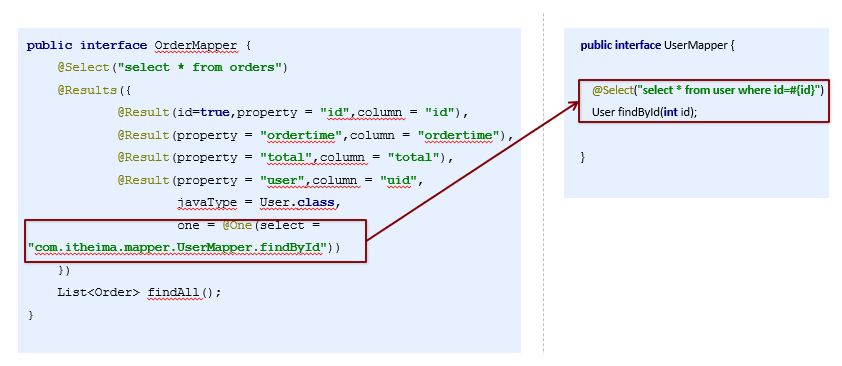 public interface OrderMapper {
@Select("select * from orders")
@Results({
@Result(id=true,property = "id",column = "id"),
@Result(property = "ordertime",column = "ordertime"),
@Result(property = "total",column = "total"),
@Result(property = "user",column = "uid",
javaType = User.class,
one = @One(select =
"com.itheima.mapper.UserMapper.findById"))
})
List<Order> findAll();
}
public interface UserMapper {
@Select("select * from user where id=#{id}")
User findById(int id);
}